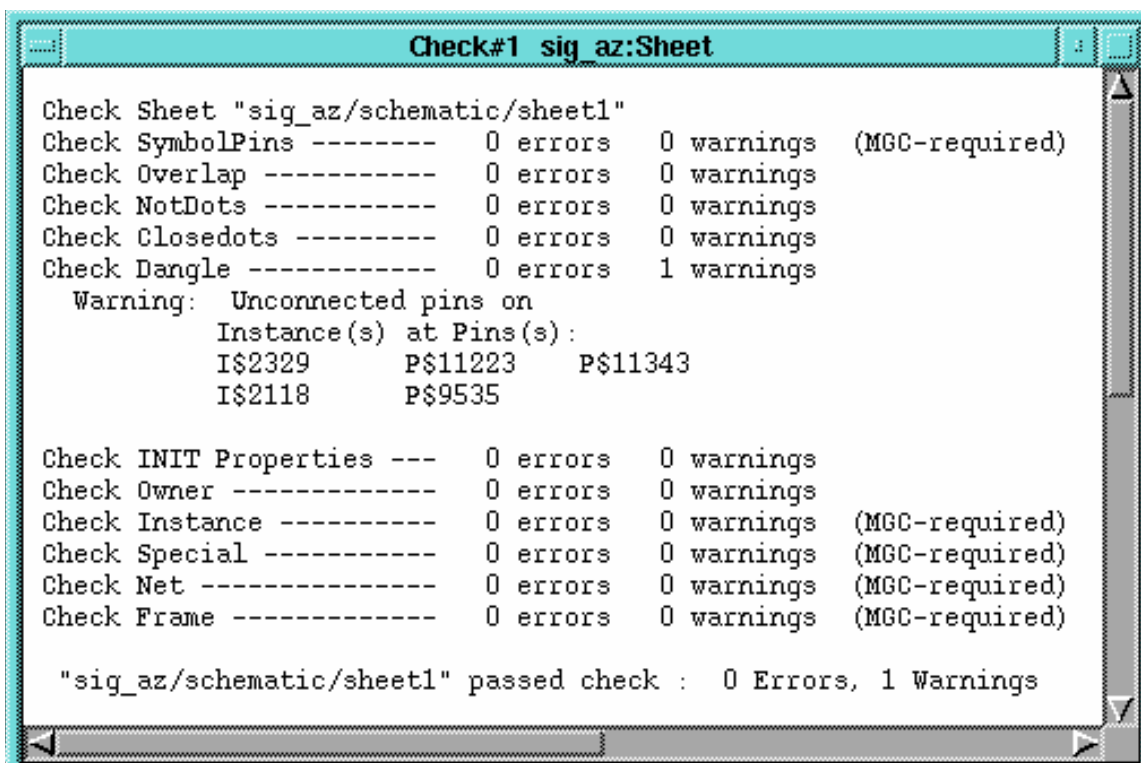 Check#1 sig_az:Sheet
Check Sheet "sig_az/schematic/sheet1"
Check SymbolPins -------- 0 errors 0 warnings (MGC-required)
Check Overlap ----------- 0 errors 0 warnings
Check NotDots ----------- 0 errors 0 warnings
Check Closedots --------- 0 errors 0 warnings
Check Dangle ------------ 0 errors 1 warnings
Warning: Unconnected pins on
Instance(s) at Pins(s):
I$2329 P$11223 P$11343
I$2118 P$9535
Check INIT Properties --- 0 errors 0 warnings
Check Owner ------------- 0 errors 0 warnings
Check Instance ---------- 0 errors 0 warnings (MGC-required)
Check Special ----------- 0 errors 0 warnings (MGC-required)
Check Net --------------- 0 errors 0 warnings (MGC-required)
Check Frame ------------- 0 errors 0 warnings (MGC-required)
"sig_az/schematic/sheet1" passed check : 0 Errors, 1 Warnings